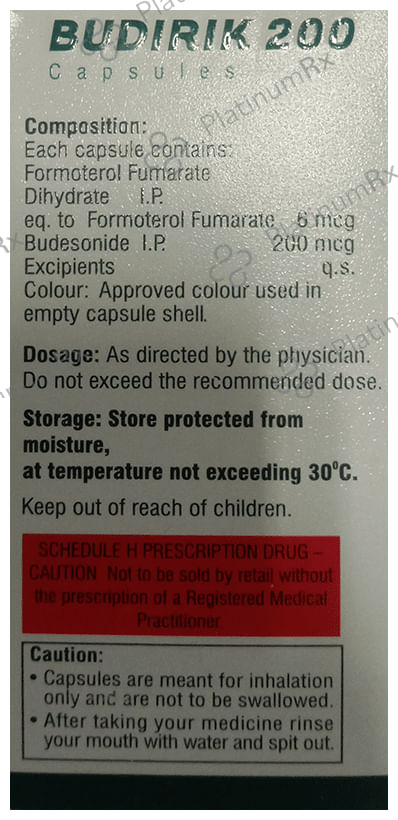 BUDIRIK 200
Capsules
Composition:
Each capsule contains:
Formoterol Fumarate
Dihydrate I.P.
eq. to Formoterol Fumarate 6 mcg
Budesonide I.P. 200 mcg
Excipients q.s.
Colour: Approved colour used in
empty capsule shell.
Dosage: As directed by the physician.
Do not exceed the recommended dose.
Storage: Store protected from
moisture,
at temperature not exceeding 30°C.
Keep out of reach of children.
SCHEDULE H PRESCRIPTION DRUG –
CAUTION Not to be sold by retail without
the prescription of a Registered Medical
Practitioner
Caution:
• Capsules are meant for inhalation
only and are not to be swallowed.
• After taking your medicine rinse
your mouth with water and spit out.
PlatinumRx
PlatinumRx
Rx
Platin